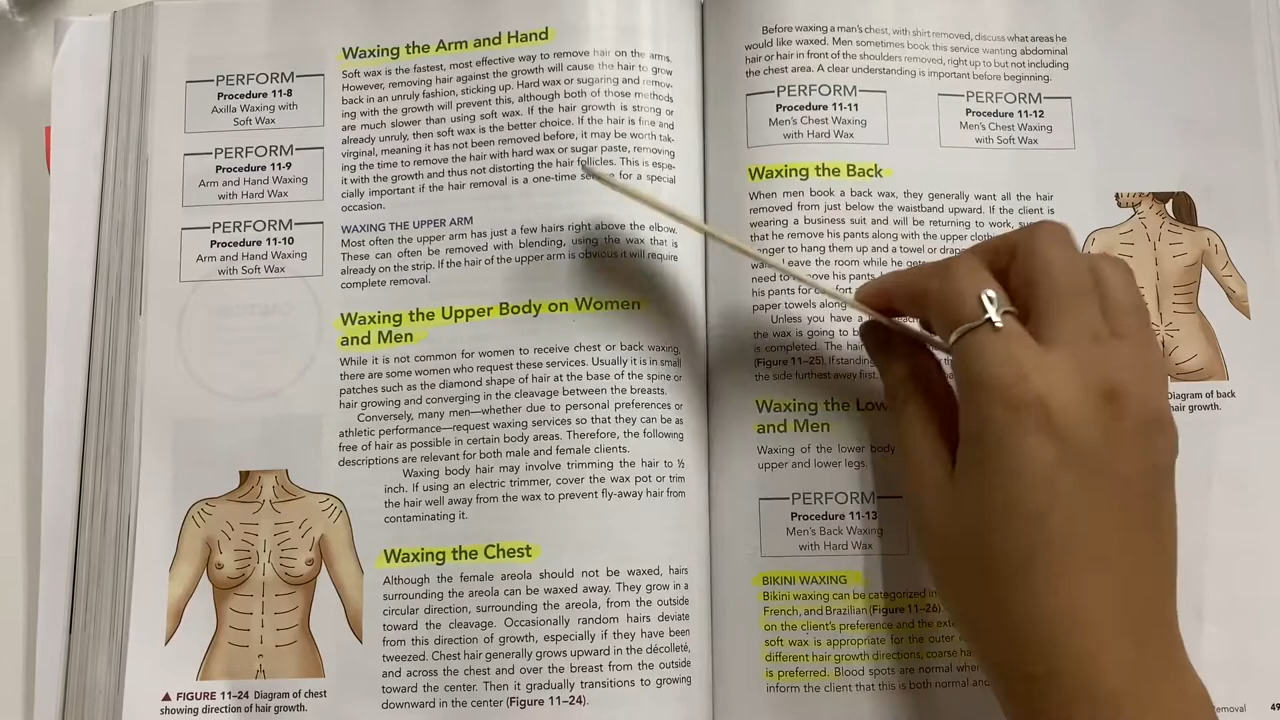 Waxing the Arm and Hand
Soft wax is the fastest, most effective way to remove hair on the arms.
However, removing hair against the growth will cause the hair to grow
back in an unruly fashion, sticking up. Hard wax or sugaring and remov-
ing with the growth will prevent this, although both of those methods
are much slower than using soft wax. If the hair growth is strong or
already unruly, then soft wax is the better choice. If the hair is fine and
virginal, meaning it has not been removed before, it may be worth tak-
ing the time to remove the hair with hard wax or sugar paste, removing
it with the growth and thus not distorting the hair follicles. This is espe-
cially important if the hair removal is a one-time for a special
occasion.
PERFORM
Procedure 11-8
Axilla Waxing with
Soft Wax
PERFORM
Procedure 11-9
Arm and Hand Waxing
with Hard Wax
PERFORM
Procedure 11-10
Arm and Hand Waxing
with Soft Wax
WAXING THE UPPER ARM
Most often the upper arm has just a few hairs right above the elbow.
These can often be removed with blending, using the wax that is
already on the strip. If the hair of the upper arm is obvious it will require
complete removal.
Waxing the Upper Body on Women
and Men
While it is not common for women to receive chest or back waxing,
there are some women who request these services. Usually it is in small
patches such as the diamond shape of hair at the base of the spine or
hair growing and converging in the cleavage between the breasts.
Conversely, many men—whether due to personal preferences or
athletic performance—request waxing services so that they can be as
free of hair as possible in certain body areas. Therefore, the following
descriptions are relevant for both male and female clients.
Waxing body hair may involve trimming the hair to ½
inch. If using an electric trimmer, cover the wax pot or trim
the hair well away from the wax to prevent fly-away hair from
contaminating it.
Waxing the Chest
Although the female areola should not be waxed, hairs
surrounding the areola can be waxed away. They grow in a
circular direction, surrounding the areola, from the outside
toward the cleavage. Occasionally random hairs deviate
from this direction of growth, especially if they have been
tweezed. Chest hair generally grows upward in the décolleté,
and across the chest and over the breast from the outside
toward the center. Then it gradually transitions to growing
downward in the center (Figure 11–24).
▲ FIGURE 11–24 Diagram of chest
showing direction of hair growth.
Before waxing a man's chest, with shirt removed, discuss what areas he
would like waxed. Men sometimes book this service wanting abdominal
hair or hair in front of the shoulders removed, right up to but not including
the chest area. A clear understanding is important before beginning.
PERFORM
Procedure 11-11
Men's Chest Waxing
with Hard Wax
PERFORM
Procedure 11-12
Men's Chest Waxing
with Soft Wax
Waxing the Back
When men book a back wax, they generally want all the hair
removed from just below the waistband upward. If the client is
wearing a business suit and will be returning to work,
that he remove his pants along with the upper
to hang them up and a towel or
Leave the room while he
need to his pants
his pants for
paper towels along
Unless you have a
the wax is going to
is completed. The hair
(Figure 11–25). If standing
the side furthest away first.
Diagram of back
hair growth.
Waxing the
and Men
Waxing of the lower body
upper and lower legs.
PERFORM
Procedure 11-13
Men's Back Waxing
with Hard Wax
BIKINI WAXING
Bikini waxing can be categorized in
French, and Brazilian (Figure 11–26).
on the client's preference and the
soft wax is appropriate for the outer
different hair growth directions, coarse
is preferred. Blood spots are normal
inform the client that this is both normal